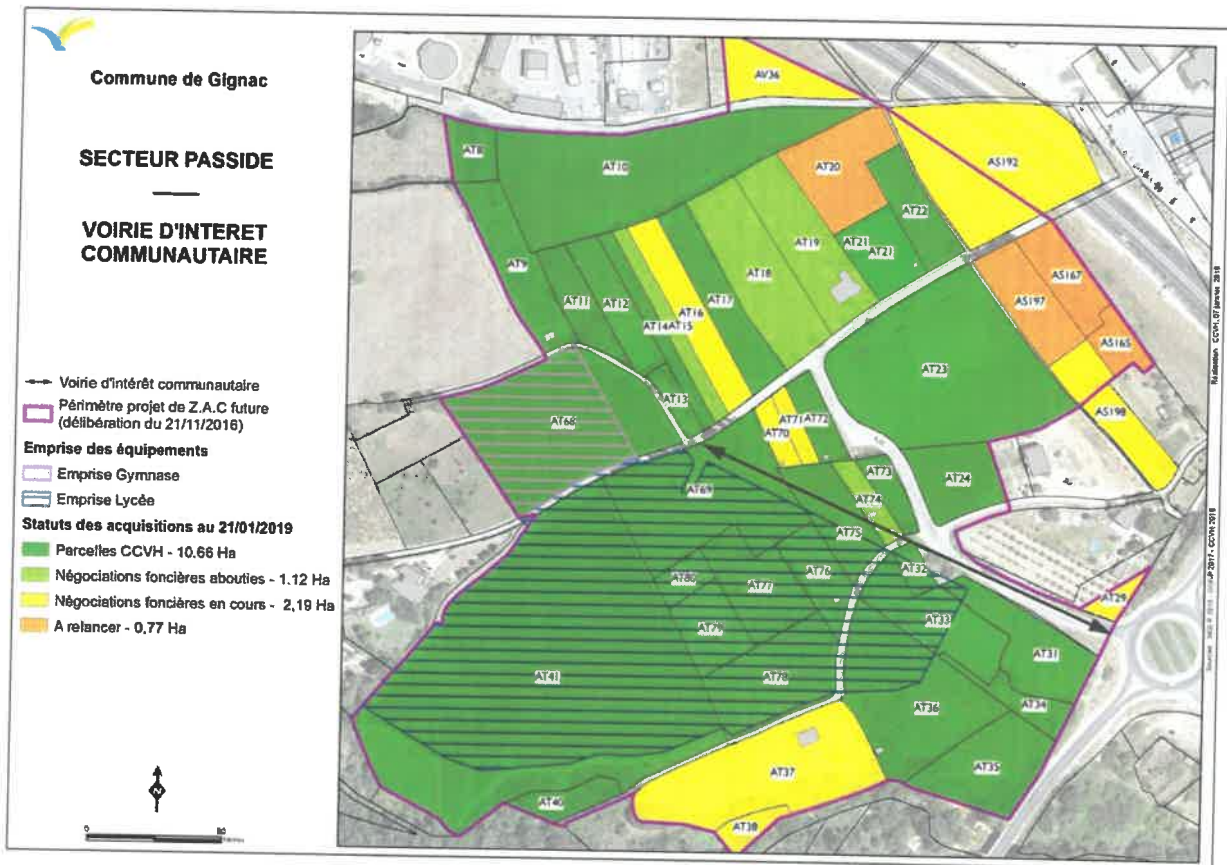 Commune de Gignac
SECTEUR PASSIDE
VOIRIE D'INTERET
COMMUNAUTAIRE
Voirie d'intérêt communautaire
Périmètre projet de Z.A.C future
(délibération du 21/11/2016)
Emprise des équipements
Emprise Gymnase
Emprise Lycée
Statuts des acquisitions au 21/01/2019
Parcelles CCVH - 10.66 Ha
Négociations foncières abouties - 1.12 Ha
Négociations foncières en cours - 2,19 Ha
A relancer - 0,77 Ha
N
0
AV36
AT8
AT10
AT20
AS192
AT22
AT9
AT19
AT21
AT21
AT18
AS167
AT11
AT12
AT17
AS197
AT16
AT14
AT15
AS165
AT23
AT13
AS198
AT68
AT71
AT72
AT70
AT73
AT24
AT69
AT74
AT75
AT76
AT32
AT80
AT77
AT29
AT79
AT33
AT31
AT41
AT78
AT36
AT34
AT37
AT35
AT40
AT38